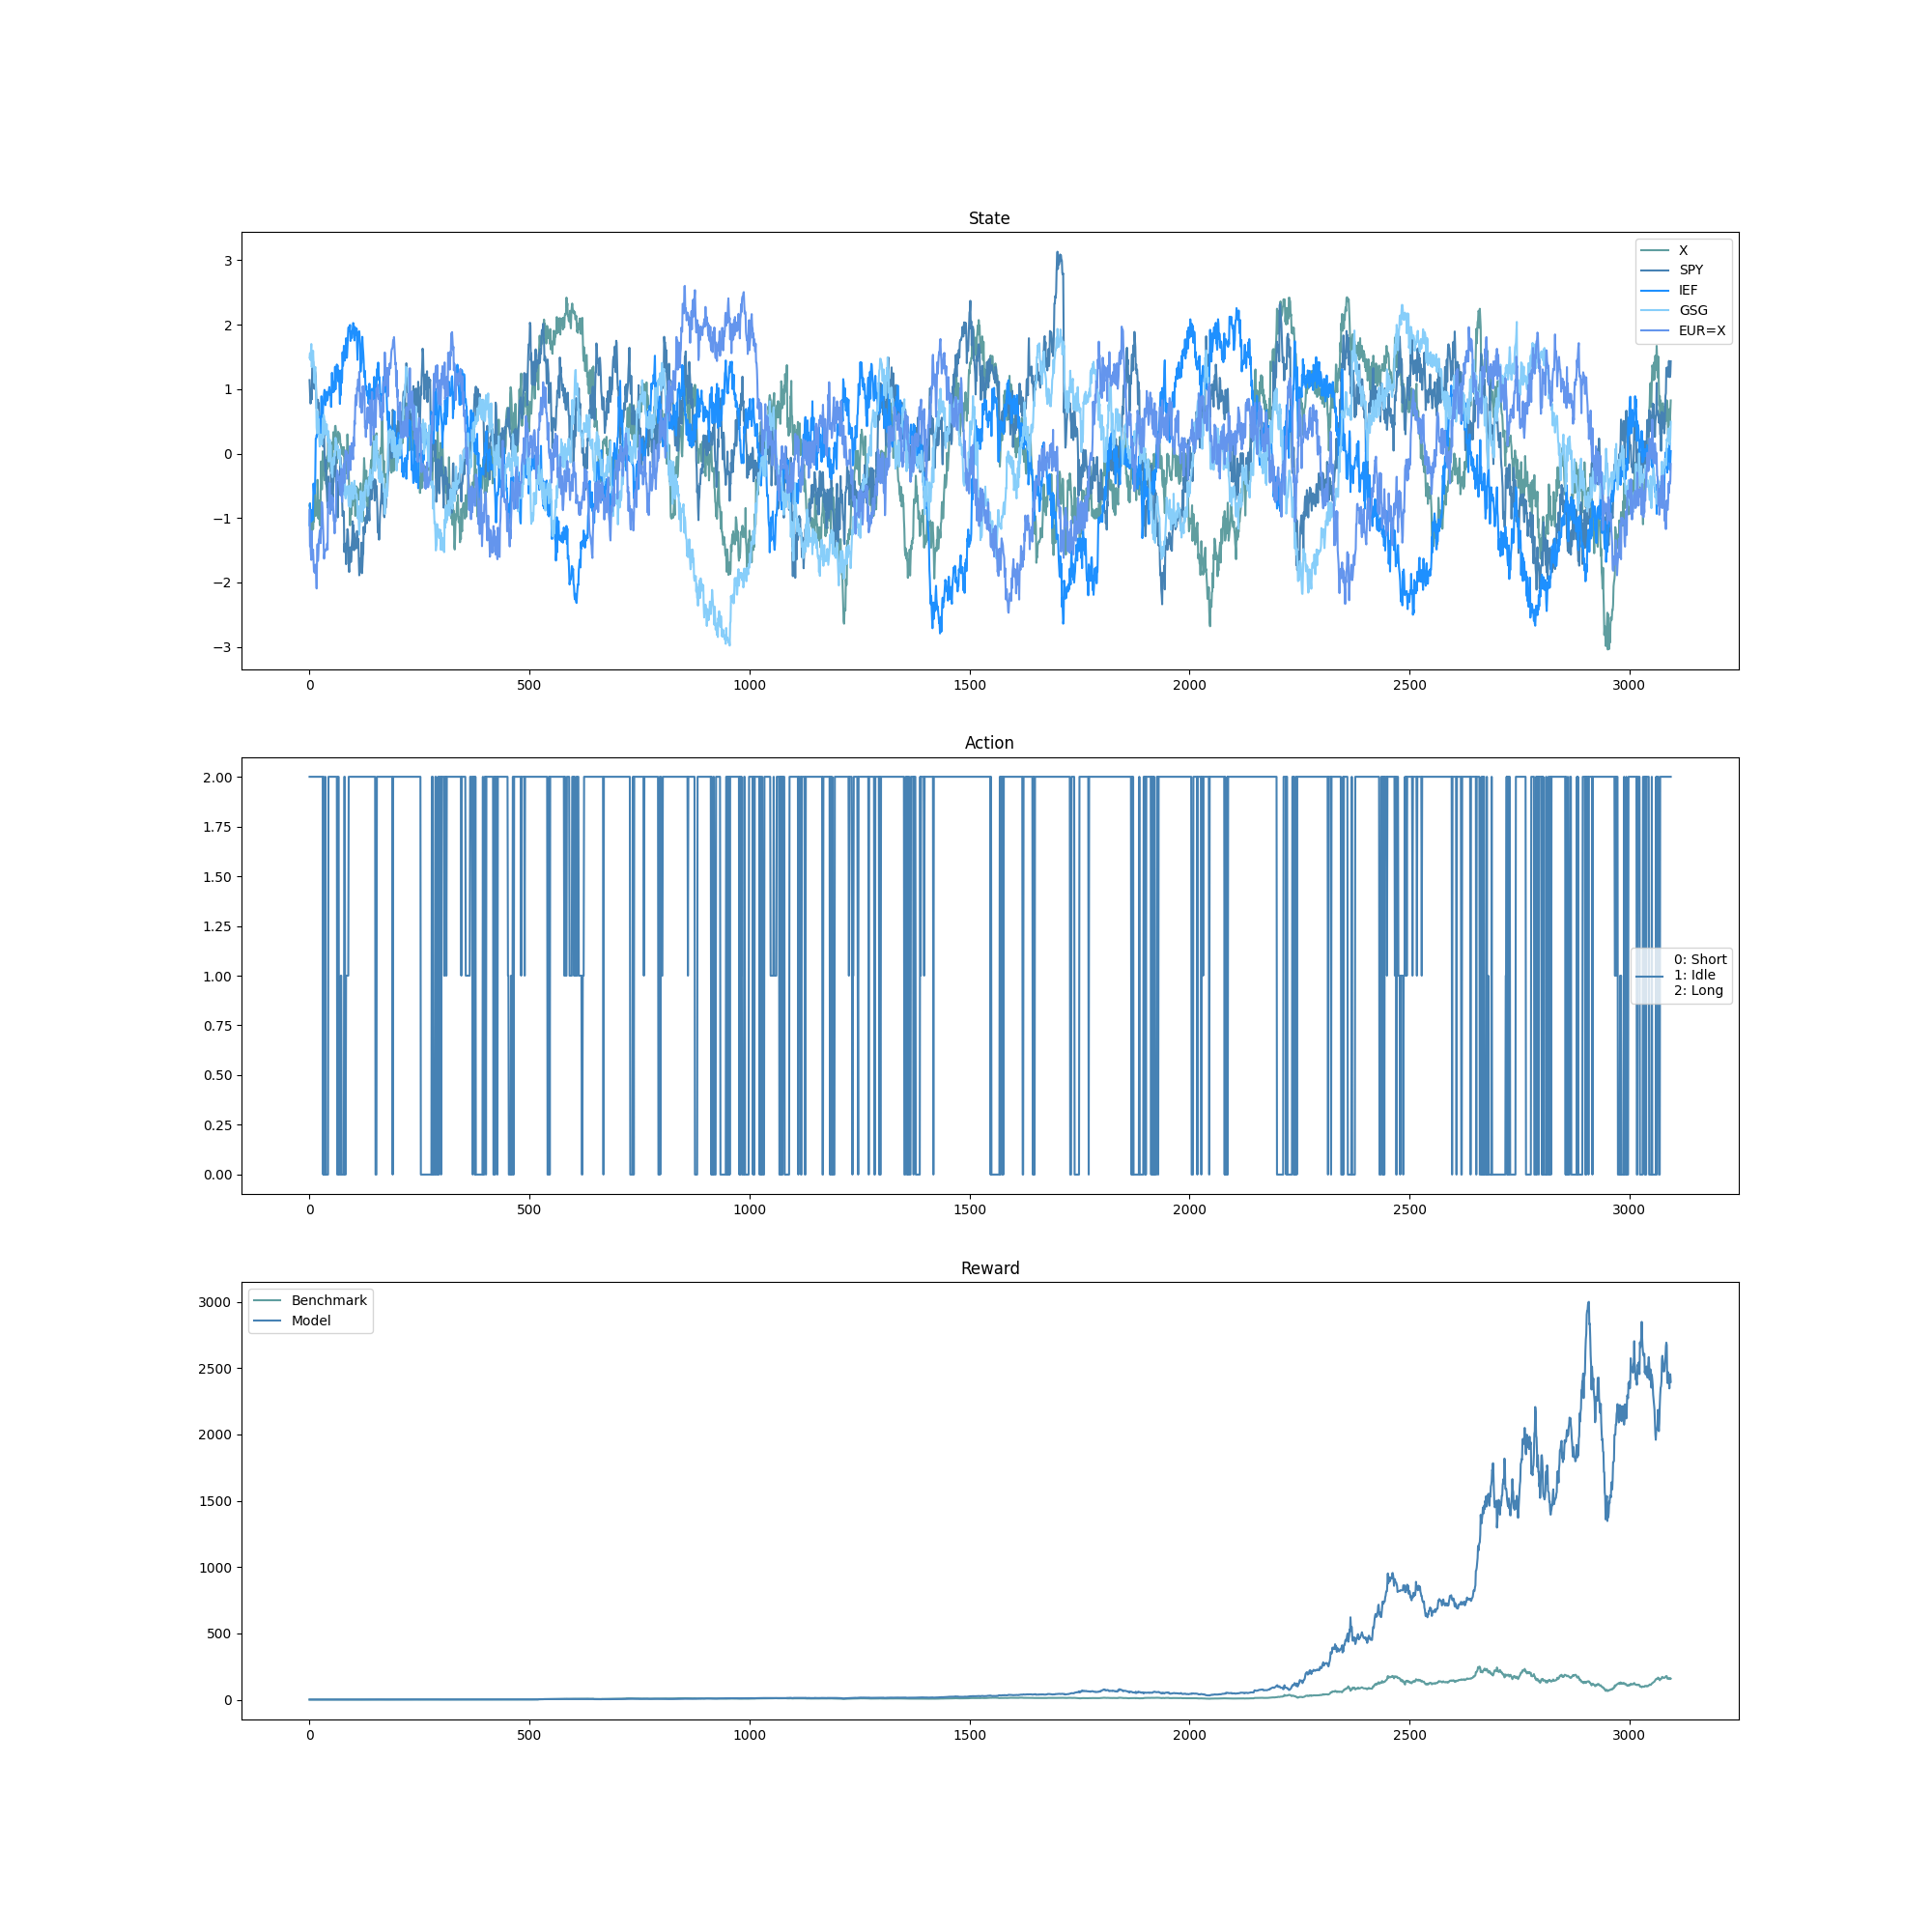 State
3
2
1
0
−1
−2
−3
X
SPY
IEF
GSG
EUR=X
0 500 1000 1500 2000 2500 3000
Action
2.00
1.75
1.50
1.25
1.00
0.75
0.50
0.25
0.00
0: Short
1: Idle
2: Long
0 500 1000 1500 2000 2500 3000
Reward
Benchmark
Model
3000
2500
2000
1500
1000
500
0
0 500 1000 1500 2000 2500 3000